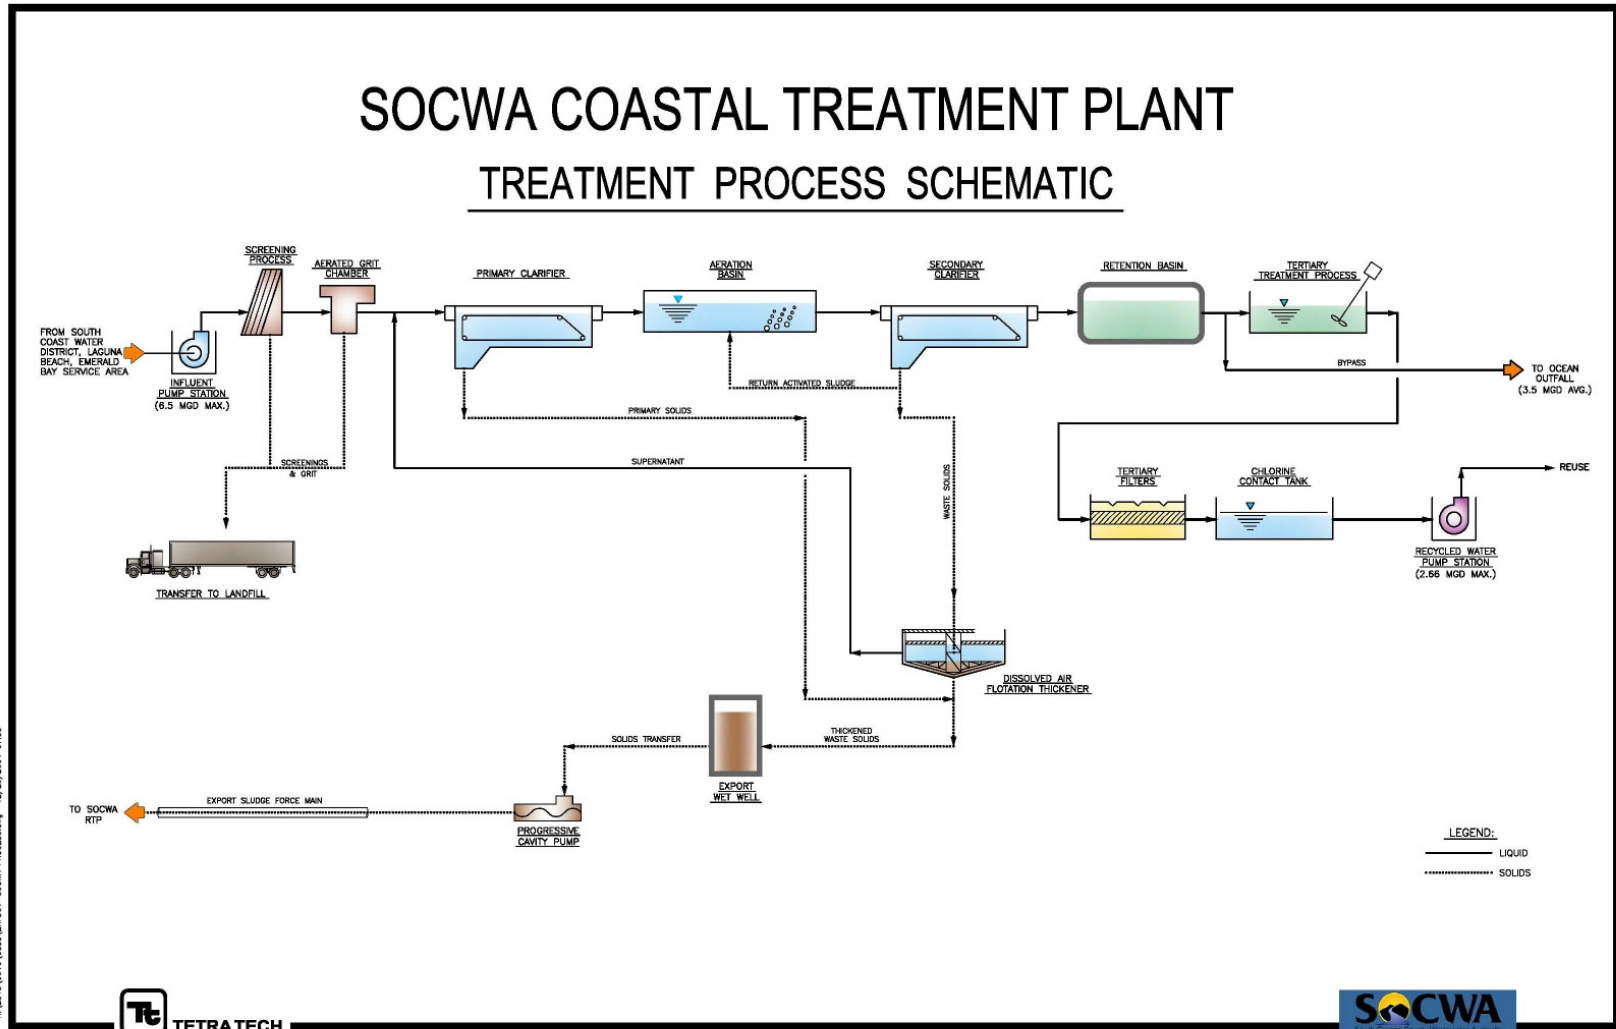 SOCWA COASTAL TREATMENT PLANT
TREATMENT PROCESS SCHEMATIC
SCREENING
PROCESS
AERATED GRIT
CHAMBER
PRIMARY CLARIFIER
AERATION
BASIN
SECONDARY
CLARIFIER
RETENTION BASIN
TERTIARY
TREATMENT PROCESS
FROM SOUTH
COAST WATER
DISTRICT, LAGUNA
BEACH, EMERALD
BAY SERVICE AREA
INFLUENT
PUMP STATION
(6.5 MGD MAX.)
RETURN ACTIVATED SLUDGE
BYPASS
TO OCEAN
OUTFALL
(3.5 MGD AVG.)
PRIMARY SOLIDS
SCREENINGS
& GRIT
SUPERNATANT
WASTE SOLIDS
TERTIARY
FILTERS
CHLORINE
CONTACT TANK
REUSE
RECYCLED WATER
PUMP STATION
(2.66 MGD MAX.)
TRANSFER TO LANDFILL
DISSOLVED AIR
FLOTATION THICKENER
SOLIDS TRANSFER
THICKENED
WASTE SOLIDS
EXPORT
WET WELL
TO SOCWA
RTP
EXPORT SLUDGE FORCE MAIN
PROGRESSIVE
CAVITY PUMP
LEGEND:
LIQUID
SOLIDS
Tt
TETRA TECH
SOCWA